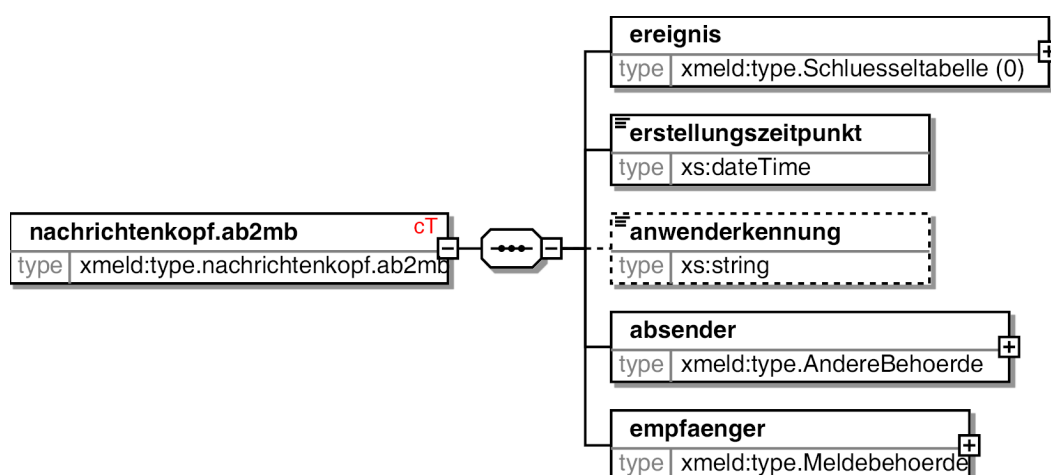 ereignis
type xmeld:type.Schluesseltabelle (0)
erstellungszeitpunkt
type xs:dateTime
nachrichtenkopf.ab2mb cT
type xmeld:type.nachrichtenkopf.ab2mb
anwenderkennung
type xs:string
absender
type xmeld:type.AndereBehoerde
empfaenger
type xmeld:type.Meldebehoerde